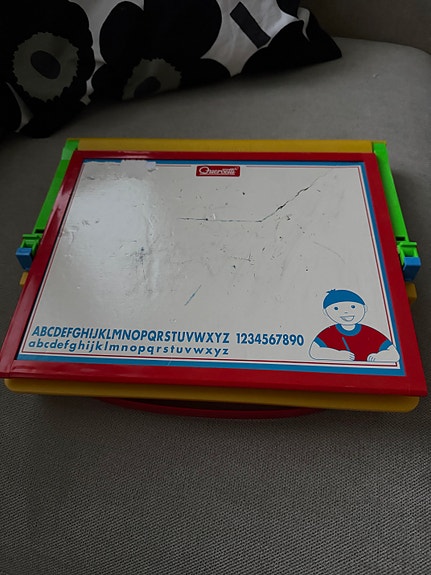 Quercetti
ABCDEFGHIJKLMNOPQRSTUVWXYZ 1234567890
abcdefghijklmnopqrstuvwxyz